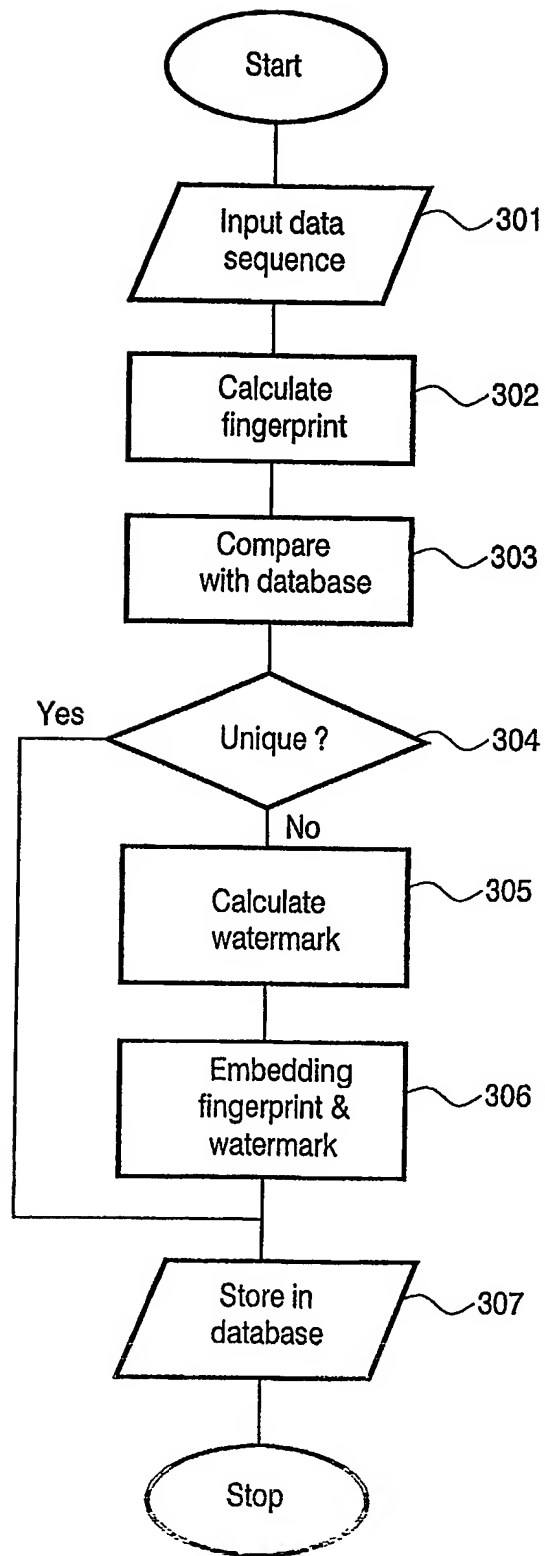 Start
Input data
sequence
301
Calculate
fingerprint
302
Compare
with database
303
Yes
Unique ?
304
No
Calculate
watermark
305
Embedding
fingerprint &
watermark
306
Store in
database
307
Stop